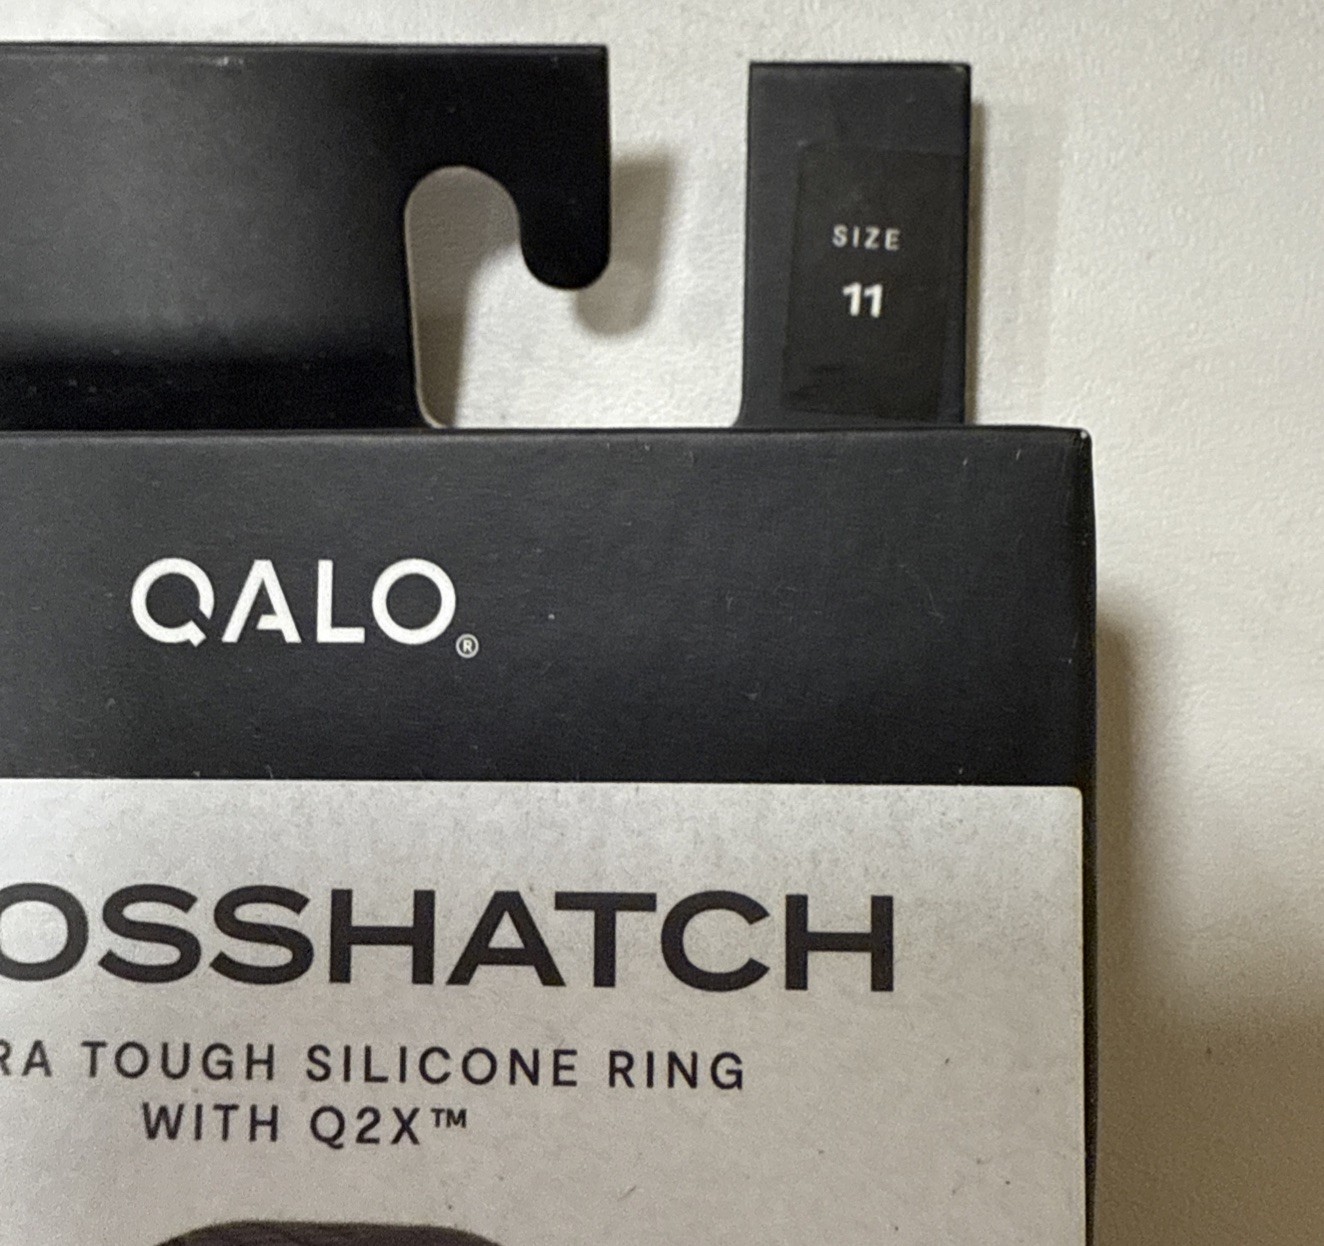 SIZE
11
QALO®
OSSHATCH
RA TOUGH SILICONE RING
WITH Q2X™